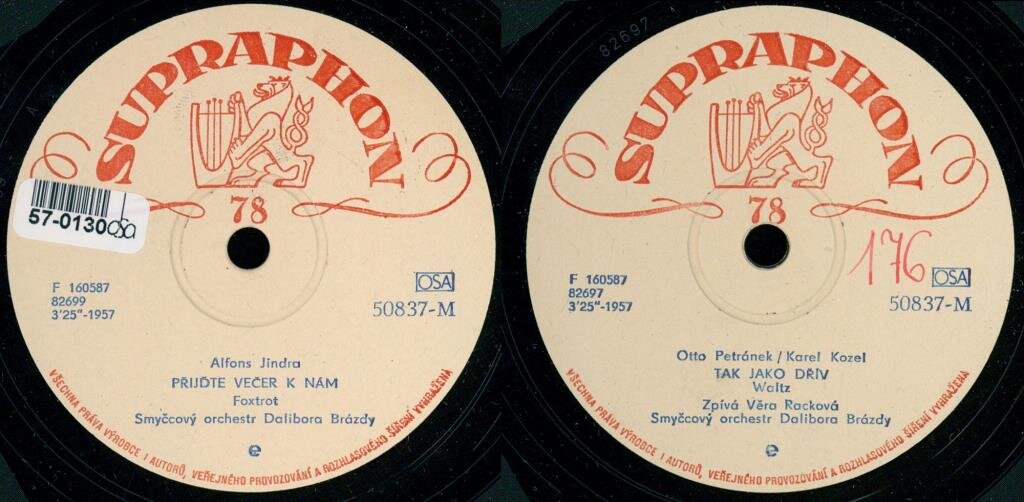 SUPRAPHON
78
57-0130
F 160587
82699
3'25"-1957
OSA
50837-M
Alfons Jindra
PŘIJĎTE VEČER K NÁM
Foxtrot
Smyčcový orchestr Dalibora Brázdy
e
VŠECHNA PRÁVA VÝROBCE I AUTORŮ, VEŘEJNÉHO PROVOZOVÁNÍ A ROZHLASOVÉHO ŠÍŘENÍ VYHRAŽENA
82697
SUPRAPHON
78
176
F 160587
82697
3'25"-1957
OSA
50837-M
Otto Petránek / Karel Kozel
TAK JAKO DŘÍV
Waltz
Zpívá Věra Racková
Smyčcový orchestr Dalibora Brázdy
e
VŠECHNA PRÁVA VÝROBCE I AUTORŮ, VEŘEJNÉHO PROVOZOVÁNÍ A ROZHLASOVÉHO ŠÍŘENÍ VYHRAŽENA